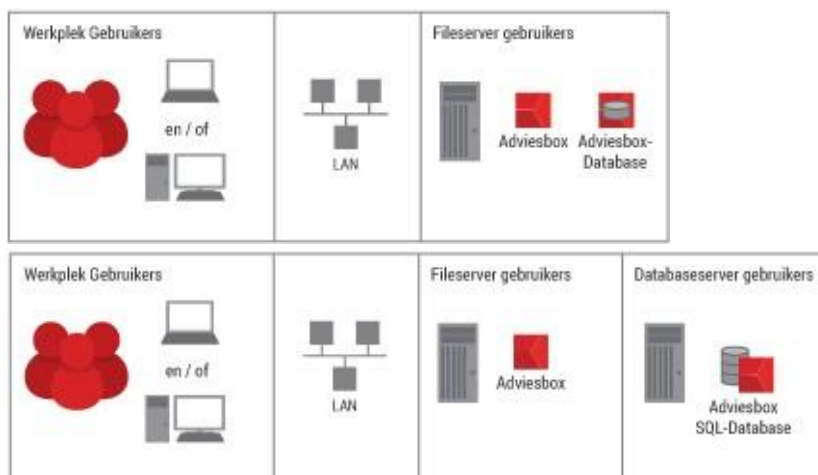 Werkplek Gebruikers
en / of
LAN
Fileserver gebruikers
Adviesbox
Adviesbox-
Database
Werkplek Gebruikers
en / of
LAN
Fileserver gebruikers
Adviesbox
Databaseserver gebruikers
Adviesbox
SQL-Database